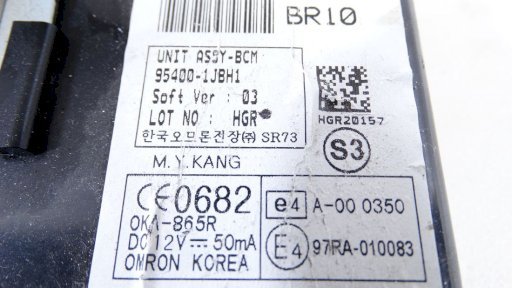 BR10
UNIT ASSY-BCM
95400-1JBH1
Soft Ver : 03
LOT NO : HGR
한국오므론전장㈜ SR73
HGR20157
S3
M.Y.KANG
CE0682
OKA-865R
DC 12V ⎓ 50mA
OMRON KOREA
e4 A-00 0350
E4 97RA-010083